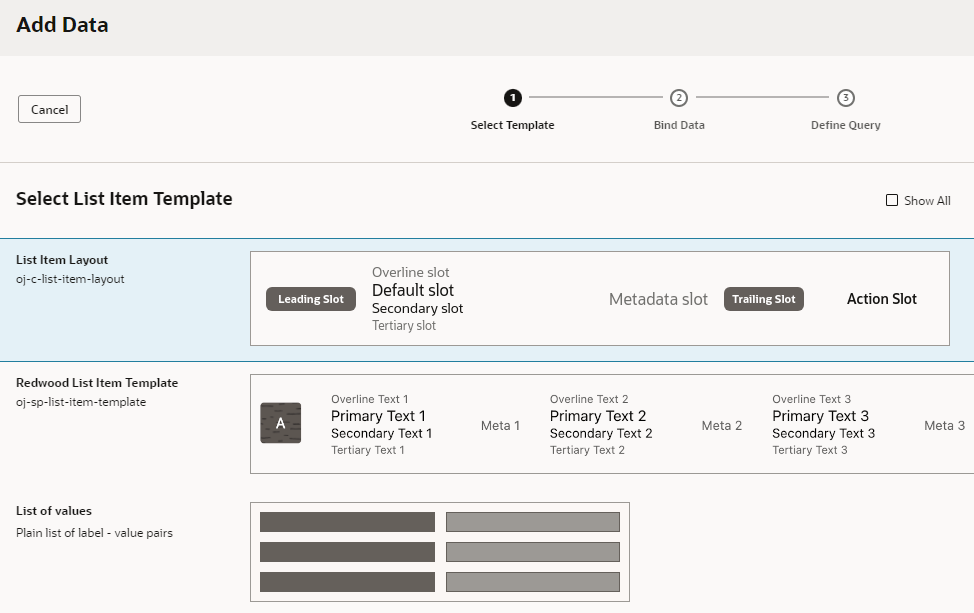 Add Data
Cancel
1 2 3
Select Template Bind Data Define Query
Select List Item Template
Show All
List Item Layout
oj-c-list-item-layout
Leading Slot
Overline slot
Default slot
Secondary slot
Tertiary slot
Metadata slot
Trailing Slot
Action Slot
Redwood List Item Template
oj-sp-list-item-template
A
Overline Text 1
Primary Text 1
Secondary Text 1
Tertiary Text 1
Meta 1
Overline Text 2
Primary Text 2
Secondary Text 2
Tertiary Text 2
Meta 2
Overline Text 3
Primary Text 3
Secondary Text 3
Tertiary Text 3
Meta 3
List of values
Plain list of label - value pairs